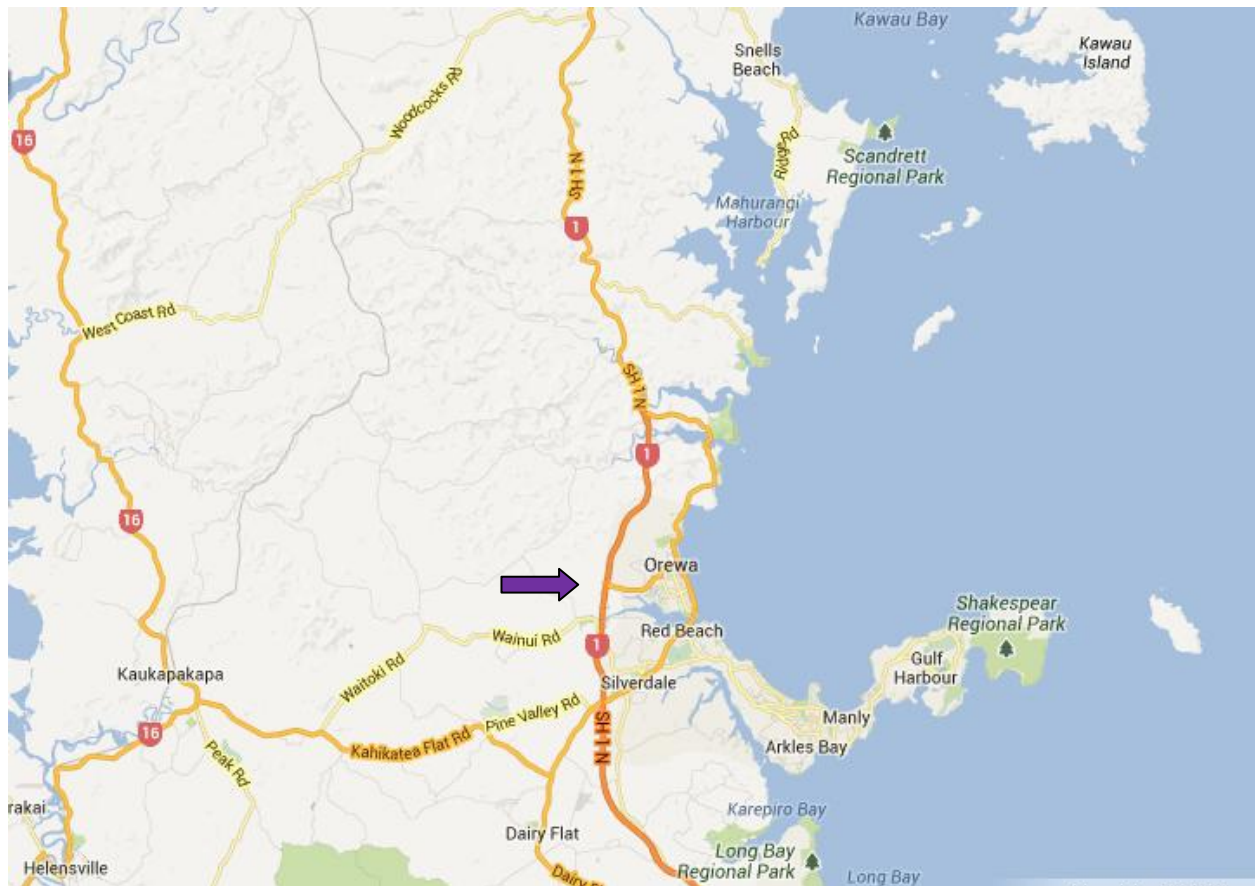 Kawau Bay
Snells
Beach
Kawau
Island
Woodcocks Rd
16
Ridge Rd
Scandrett
Regional Park
SH 1 N
Mahurangi
Harbour
1
West Coast Rd
SH 1 N
1
16
Orewa
Shakespear
Regional Park
Wainui Rd
Red Beach
1
Gulf
Harbour
Kaukapakapa
Waitoki Rd
Silverdale
Pine Valley Rd
Manly
16
Kahikatea Flat Rd
SH 1 N
Arkles Bay
Peak Rd
rakai
Karepiro Bay
Dairy Flat
Long Bay
Regional Park
Helensville
Dairy
Long Bay